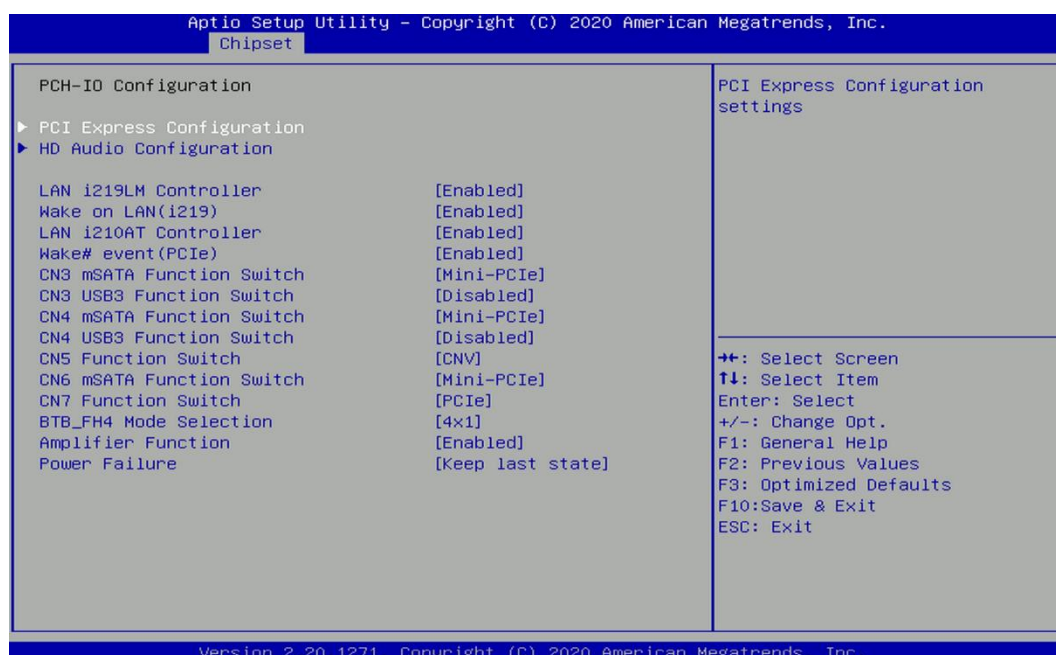 Aptio Setup Utility – Copyright (C) 2020 American Megatrends, Inc.
Chipset
PCH-IO Configuration
PCI Express Configuration
HD Audio Configuration
LAN i219LM Controller [Enabled]
Wake on LAN(i219) [Enabled]
LAN i210AT Controller [Enabled]
Wake# event(PCIe) [Enabled]
CN3 mSATA Function Switch [Mini-PCIe]
CN3 USB3 Function Switch [Disabled]
CN4 mSATA Function Switch [Mini-PCIe]
CN4 USB3 Function Switch [Disabled]
CN5 Function Switch [CNV]
CN6 mSATA Function Switch [Mini-PCIe]
CN7 Function Switch [PCIe]
BTB_FH4 Mode Selection [4x1]
Amplifier Function [Enabled]
Power Failure [Keep last state]
PCI Express Configuration
settings
→←: Select Screen
↑↓: Select Item
Enter: Select
+/-: Change Opt.
F1: General Help
F2: Previous Values
F3: Optimized Defaults
F10:Save & Exit
ESC: Exit
Version 2.20.1271. Copyright (C) 2020 American Megatrends, Inc.